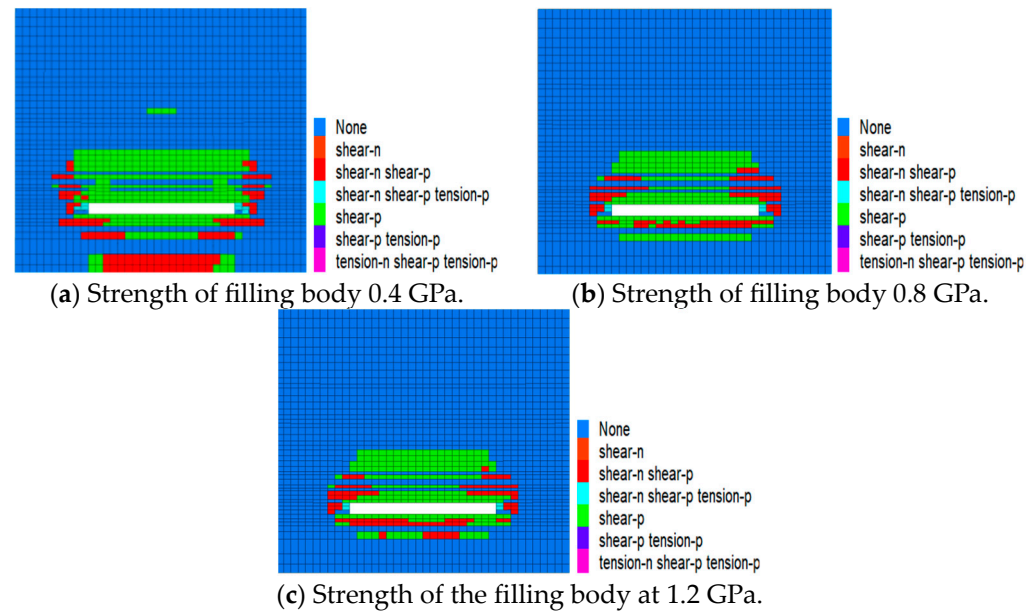 None
shear-n
shear-n shear-p
shear-n shear-p tension-p
shear-p
shear-p tension-p
tension-n shear-p tension-p
(a) Strength of filling body 0.4 GPa.
None
shear-n
shear-n shear-p
shear-n shear-p tension-p
shear-p
shear-p tension-p
tension-n shear-p tension-p
(b) Strength of filling body 0.8 GPa.
None
shear-n
shear-n shear-p
shear-n shear-p tension-p
shear-p
shear-p tension-p
tension-n shear-p tension-p
(c) Strength of the filling body at 1.2 GPa.